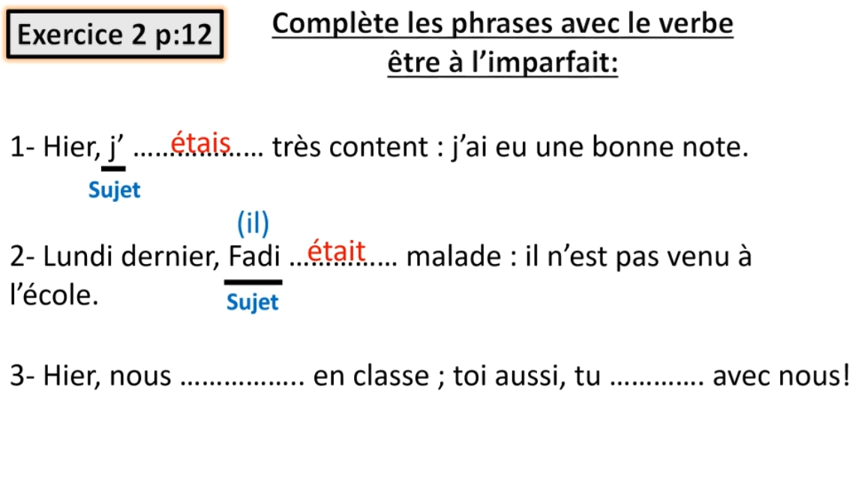 Exercice 2 p:12
Complète les phrases avec le verbe
être à l’imparfait:
1- Hier, j’ ......étais...... très content : j’ai eu une bonne note.
Sujet
(il)
2- Lundi dernier, Fadi ...était..... malade : il n’est pas venu à
l’école.
Sujet
3- Hier, nous ................. en classe ; toi aussi, tu ............. avec nous!